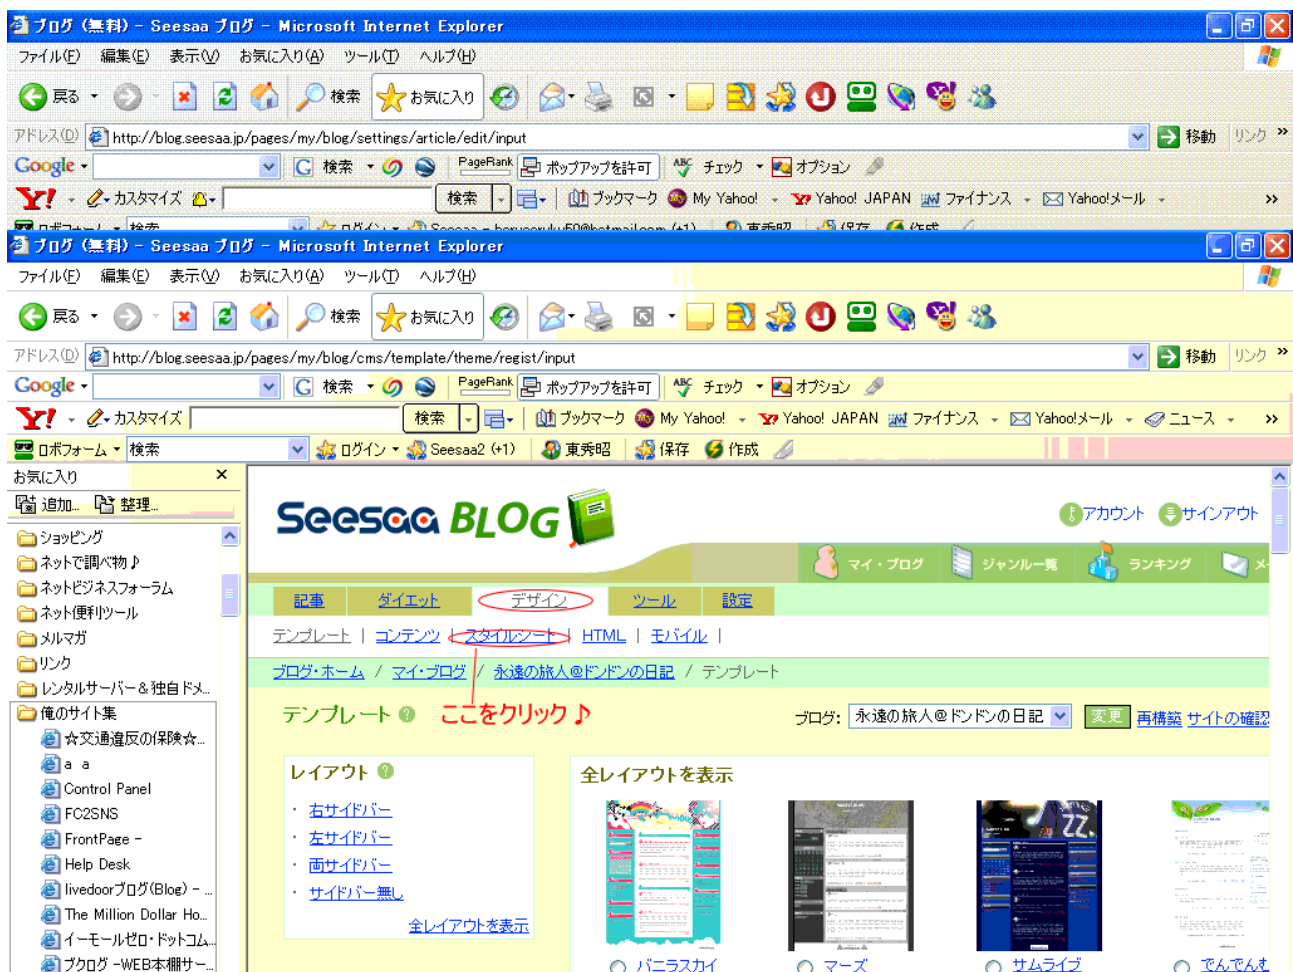 ブログ (無料) - Seesaa ブログ - Microsoft Internet Explorer
ファイル(F) 編集(E) 表示(V) お気に入り(A) ツール(T) ヘルプ(H)
戻る 検索 お気に入り
アドレス(D) http://blog.seesaa.jp/pages/my/blog/settings/article/edit/input 移動 リンク »
Google 検索 PageRank ポップアップを許可 ABC チェック オプション
Y! カスタマイズ 検索 ブックマーク My Yahoo! Yahoo! JAPAN ファイナンス Yahoo!メール »
ロボフォーム 検索 ログイン Seesaa 東秀昭 保存 作成
ブログ (無料) - Seesaa ブログ - Microsoft Internet Explorer
ファイル(F) 編集(E) 表示(V) お気に入り(A) ツール(T) ヘルプ(H)
戻る 検索 お気に入り
アドレス(D) http://blog.seesaa.jp/pages/my/blog/cms/template/theme/regist/input 移動 リンク »
Google 検索 PageRank ポップアップを許可 ABC チェック オプション
Y! カスタマイズ 検索 ブックマーク My Yahoo! Yahoo! JAPAN ファイナンス Yahoo!メール ニュース »
ロボフォーム 検索 ログイン Seesaa2 (+1) 東秀昭 保存 作成
お気に入り ×
追加... 整理...
ショッピング
ネットで調べ物♪
ネットビジネスフォーラム
ネット便利ツール
メルマガ
リンク
レンタルサーバー＆独自ドメ...
俺のサイト集
☆交通違反の保険☆...
a a
Control Panel
FC2SNS
FrontPage -
Help Desk
livedoorブログ(Blog) - ...
The Million Dollar Ho...
イーモールゼロ・ドットコム...
ブクログ -WEB本棚サー...
Seesaa BLOG
アカウント サインアウト
マイ・ブログ ジャンル一覧 ランキング メ
記事 ダイエット デザイン ツール 設定
テンプレート | コンテンツ | スタイルシート | HTML | モバイル |
ブログ・ホーム / マイ・ブログ / 永遠の旅人＠ドンドンの日記 / テンプレート
テンプレート ? ここをクリック♪
ブログ: 永遠の旅人＠ドンドンの日記 変更 再構築 サイトの確認
レイアウト ?
・ 右サイドバー
・ 左サイドバー
・ 両サイドバー
・ サイドバー無し
全レイアウトを表示
全レイアウトを表示
バニラスカイ マーズ サムライブ でんでんむ